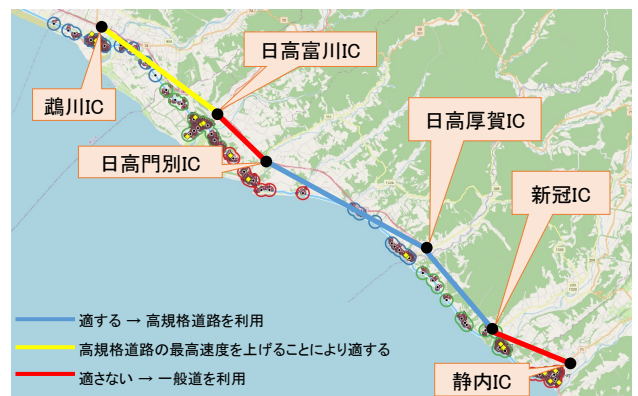 日高富川IC
鵡川IC
日高厚賀IC
日高門別IC
新冠IC
適する → 高規格道路を利用
高規格道路の最高速度を上げることにより適する
適さない → 一般道を利用
静内IC